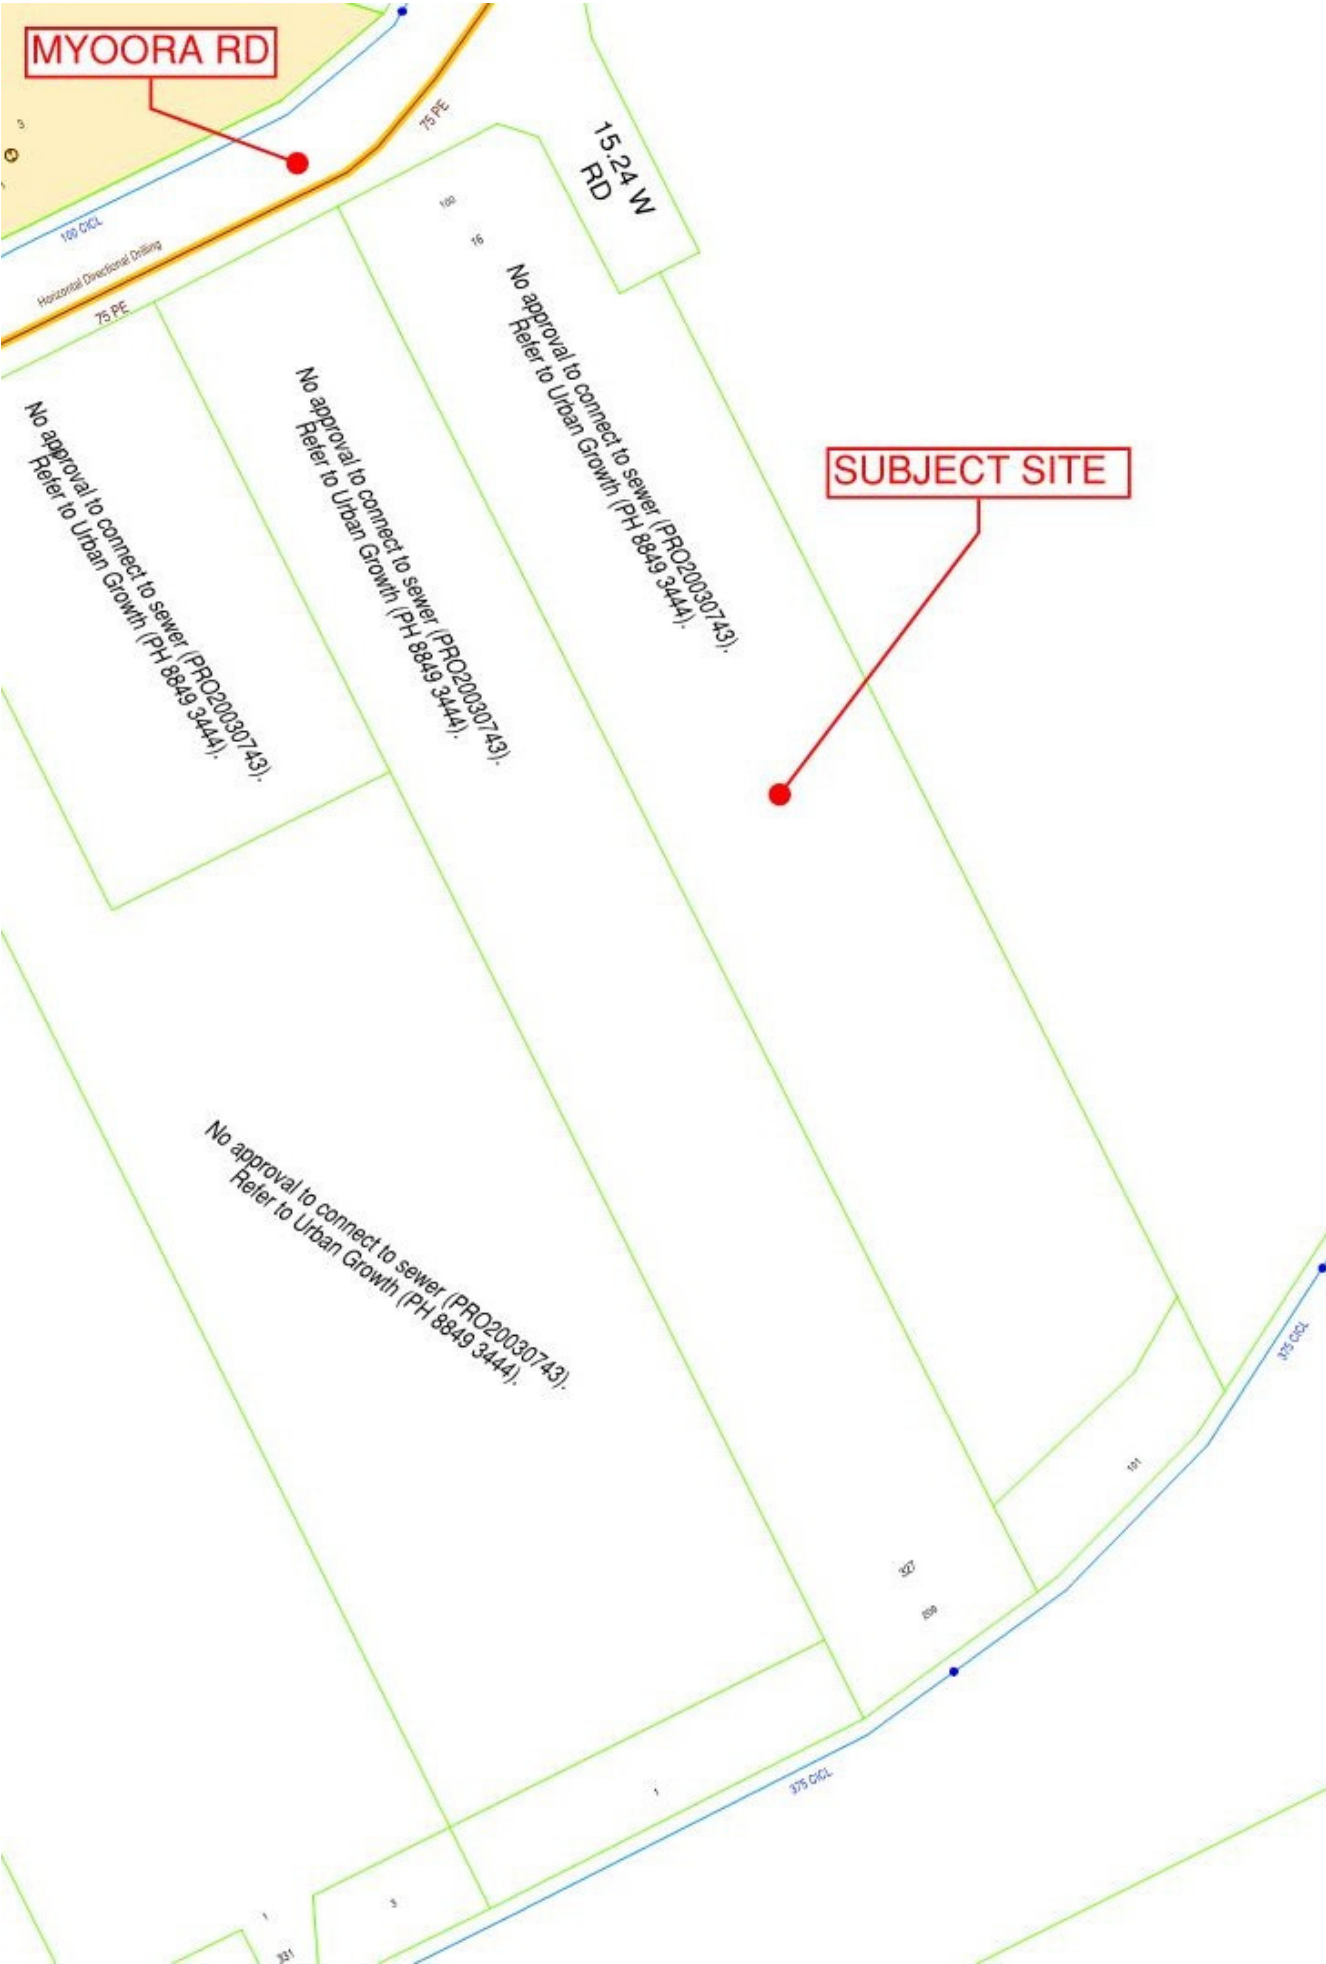 MYOORA RD
75 PE
15.24 W
RD
3
100 CICL
Horizontal Directional Drilling
75 PE
100
16
No approval to connect to sewer (PRO20030743).
Refer to Urban Growth (PH 8849 3444).
No approval to connect to sewer (PRO20030743).
Refer to Urban Growth (PH 8849 3444).
No approval to connect to sewer (PRO20030743).
Refer to Urban Growth (PH 8849 3444).
SUBJECT SITE
No approval to connect to sewer (PRO20030743).
Refer to Urban Growth (PH 8849 3444).
375 CICL
101
327
209
375 CICL
1
3
1
331